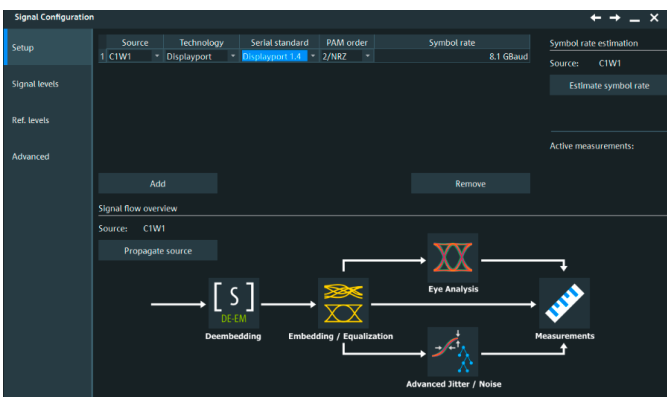 Signal Configuration
Setup
Signal levels
Ref. levels
Advanced
Source Technology Serial standard PAM order Symbol rate
1 C1W1 Displayport Displayport 1.4 2/NRZ 8.1 GBaud
Add Remove
Symbol rate estimation
Source: C1W1
Estimate symbol rate
Active measurements:
Signal flow overview
Source: C1W1
Propagate source
Eye Analysis
S
DE-EM
Deembedding Embedding / Equalization Measurements
Advanced Jitter / Noise